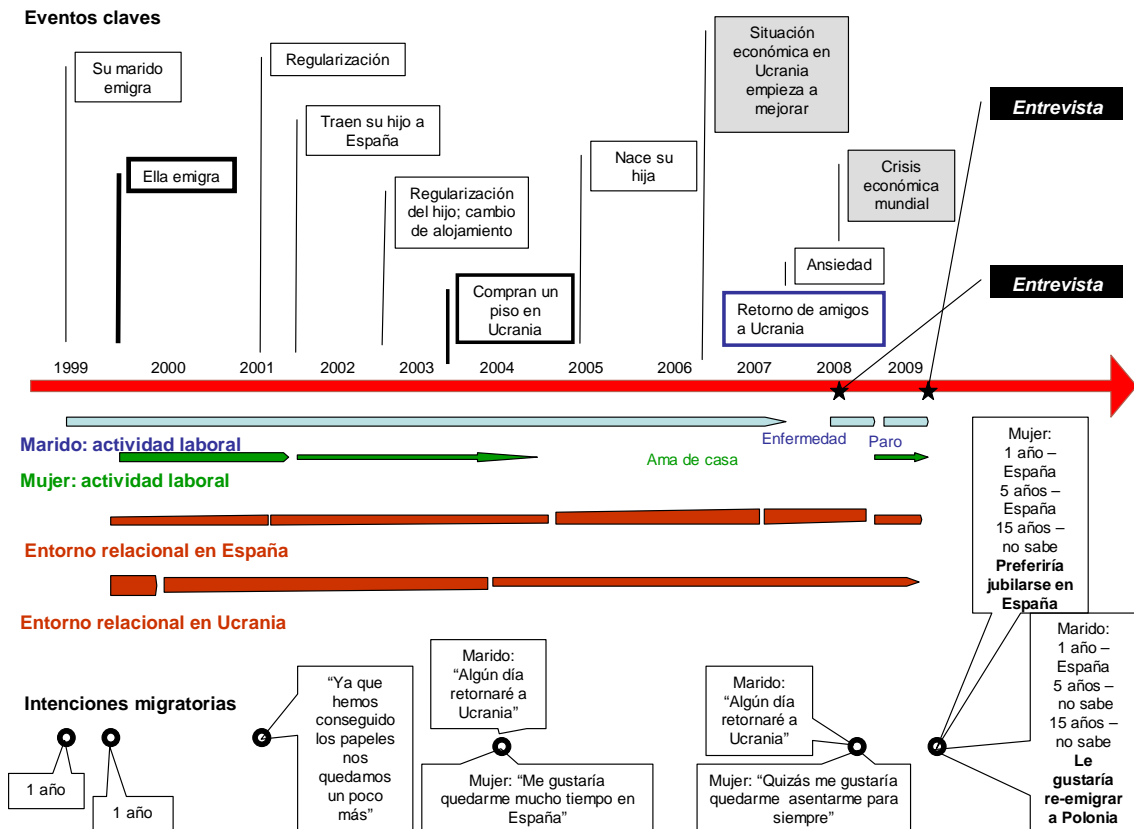 Eventos claves
Su marido
emigra
Ella emigra
Regularización
Traen su hijo a
España
Regularización
del hijo; cambio
de alojamiento
Compran un
piso en
Ucrania
Nace su
hija
Situación
económica en
Ucrania
empieza a
mejorar
Crisis
económica
mundial
Ansiedad
Retorno de amigos
a Ucrania
Entrevista
Entrevista
1999 2000 2001 2002 2003 2004 2005 2006 2007 2008 2009
Enfermedad
Paro
Marido: actividad laboral
Ama de casa
Mujer: actividad laboral
Entorno relacional en España
Entorno relacional en Ucrania
Mujer:
1 año –
España
5 años –
España
15 años –
no sabe
Preferiría
jubilarse en
España
Marido:
1 año –
España
5 años –
no sabe
15 años –
no sabe
Le
gustaría
re-emigrar
a Polonia
Intenciones migratorias
1 año
1 año
“Ya que
hemos
conseguido
los papeles
nos
quedamos
un poco
más”
Marido:
“Algún día
retornaré a
Ucrania”
Mujer: “Me gustaría
quedarme mucho tiempo en
España”
Marido:
“Algún día
retornaré a
Ucrania”
Mujer: “Quizás me gustaría
quedarme asentarme para
siempre”